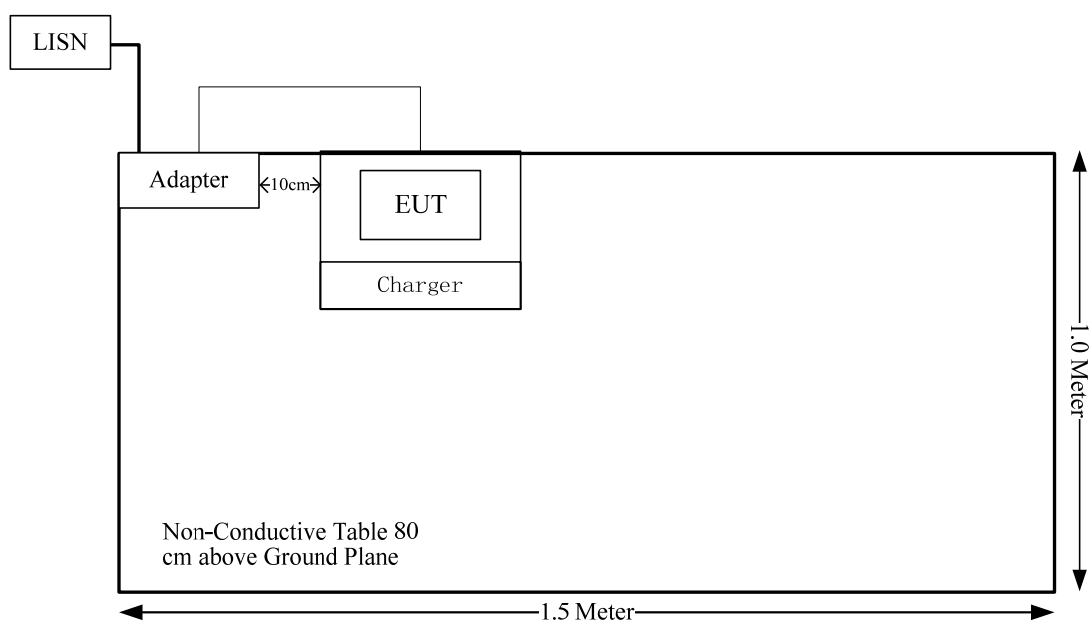 LISN
Adapter
10cm
EUT
Charger
1.0 Meter
Non-Conductive Table 80
cm above Ground Plane
1.5 Meter